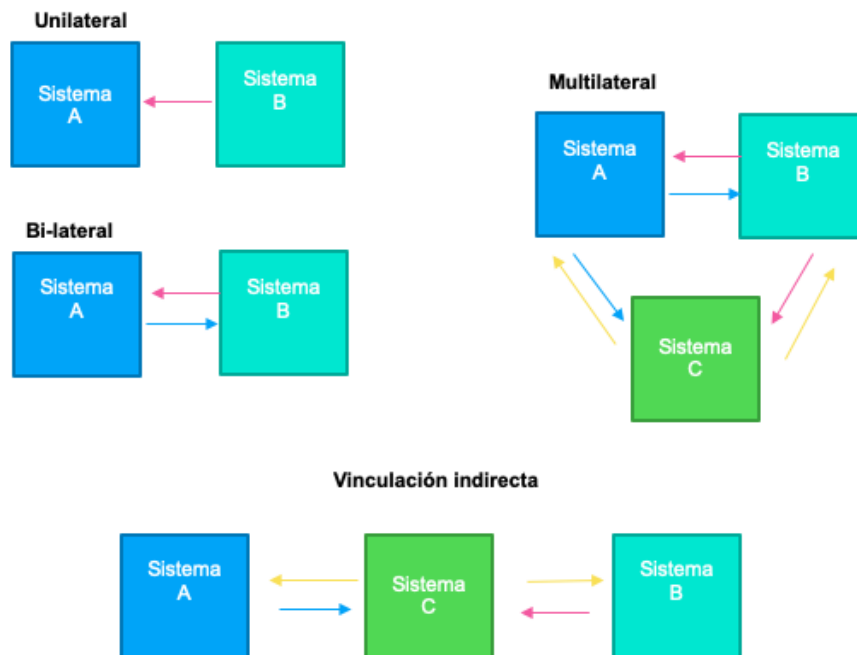 Unilateral
Sistema
A
Sistema
B
Bi-lateral
Sistema
A
Sistema
B
Multilateral
Sistema
A
Sistema
B
Sistema
C
Vinculación indirecta
Sistema
A
Sistema
C
Sistema
B